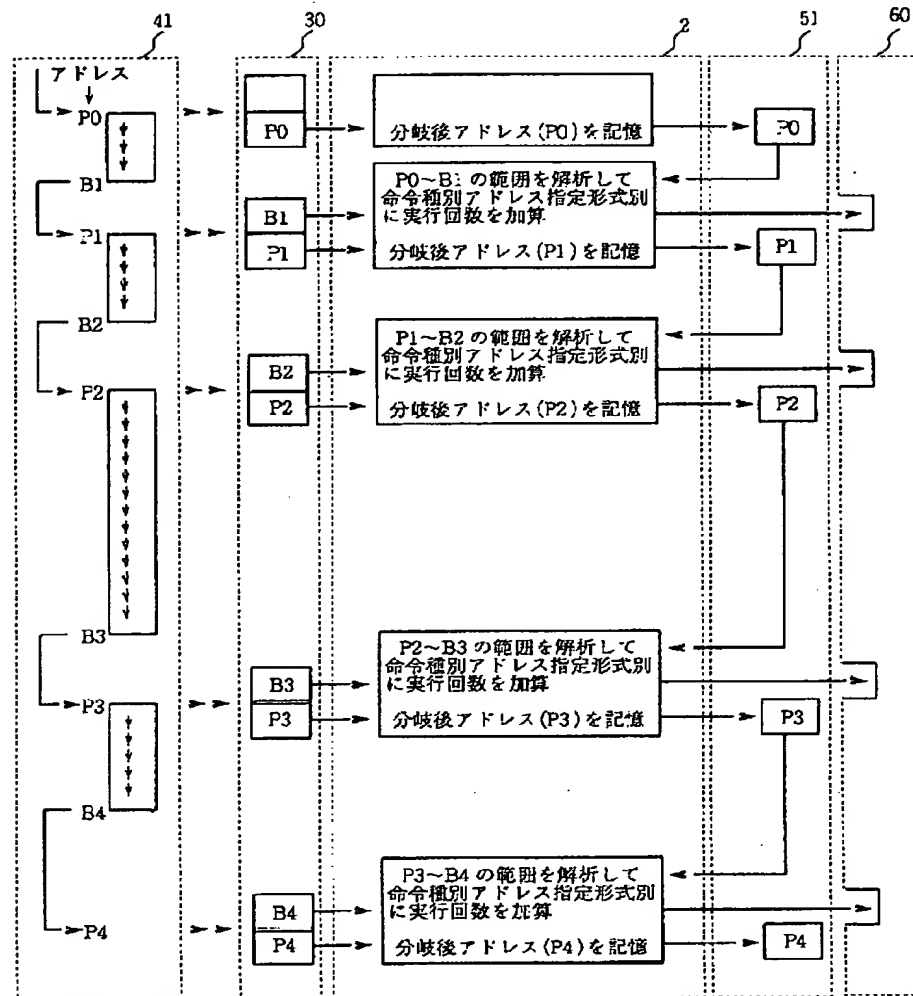 41
30
2
51
60
アドレス
P0
P0
分岐後アドレス(P0)を記憶
P0
B1
P0~B1の範囲を解析して
命令種別アドレス指定形式別
に実行回数を加算
B1
P1
P1
分岐後アドレス(P1)を記憶
P1
B2
P1~B2の範囲を解析して
命令種別アドレス指定形式別
に実行回数を加算
B2
P2
P2
分岐後アドレス(P2)を記憶
P2
B3
P2~B3の範囲を解析して
命令種別アドレス指定形式別
に実行回数を加算
B3
P3
P3
分岐後アドレス(P3)を記憶
P3
B4
P3~B4の範囲を解析して
命令種別アドレス指定形式別
に実行回数を加算
B4
P4
P4
分岐後アドレス(P4)を記憶
P4